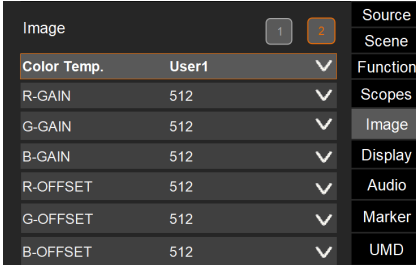 Image 1 2
Color Temp. User1
R-GAIN 512
G-GAIN 512
B-GAIN 512
R-OFFSET 512
G-OFFSET 512
B-OFFSET 512
Source
Scene
Function
Scopes
Image
Display
Audio
Marker
UMD